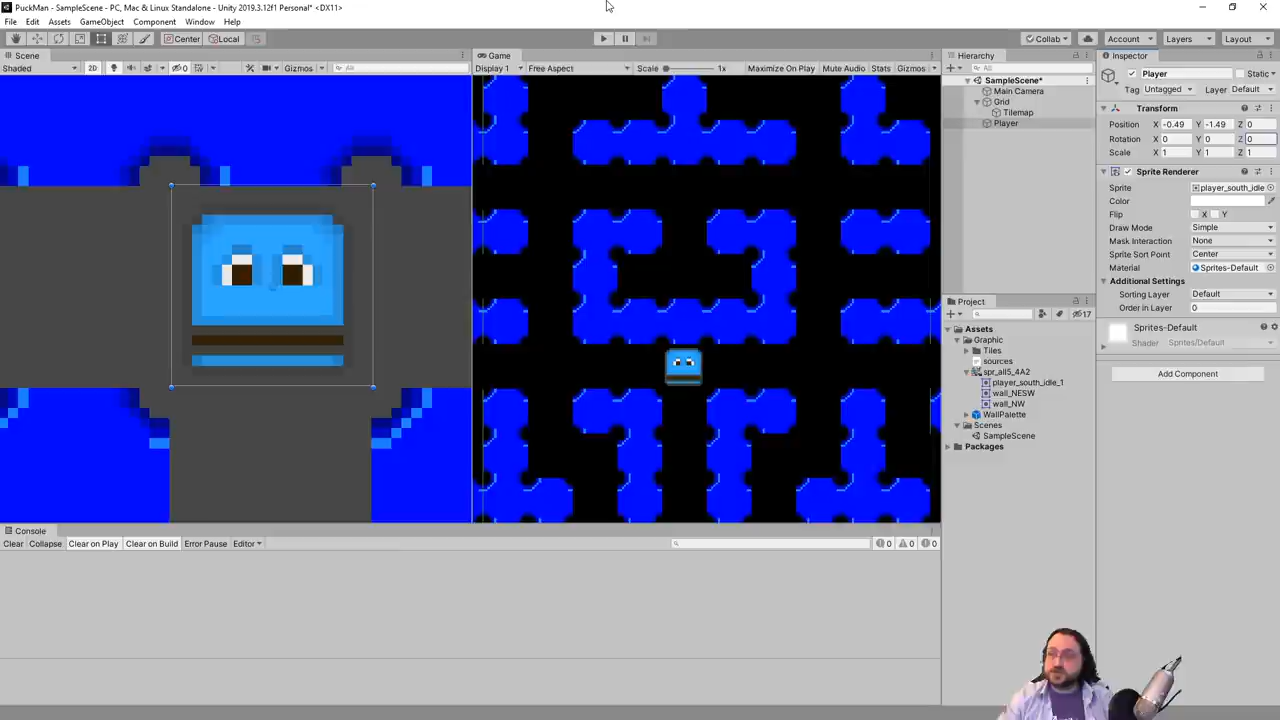 PuckMan - SampleScene - PC, Mac & Linux Standalone - Unity 2019.3.12f1 Personal* <DX11>
File Edit Assets GameObject Component Window Help
Center Local Collab Account Layers Layout
Scene
Shaded 2D 0 Gizmos All
Game
Display 1 Free Aspect Scale 1x Maximize On Play Mute Audio Stats Gizmos
Hierarchy
All
SampleScene*
Main Camera
Grid
Tilemap
Player
Project
17
Assets
Graphic
Tiles
sources
spr_all5_4A2
player_south_idle_1
wall_NESW
wall_NW
WallPalette
Scenes
SampleScene
Packages
Inspector
Player Static
Tag Untagged Layer Default
Transform
Position X -0.49 Y -1.49 Z 0
Rotation X 0 Y 0 Z 0
Scale X 1 Y 1 Z 1
Sprite Renderer
Sprite player_south_idle
Color
Flip X Y
Draw Mode Simple
Mask Interaction None
Sprite Sort Point Center
Material Sprites-Default
Additional Settings
Sorting Layer Default
Order in Layer 0
Sprites-Default
Shader Sprites/Default
Add Component
Console
Clear Collapse Clear on Play Clear on Build Error Pause Editor 0 0 0